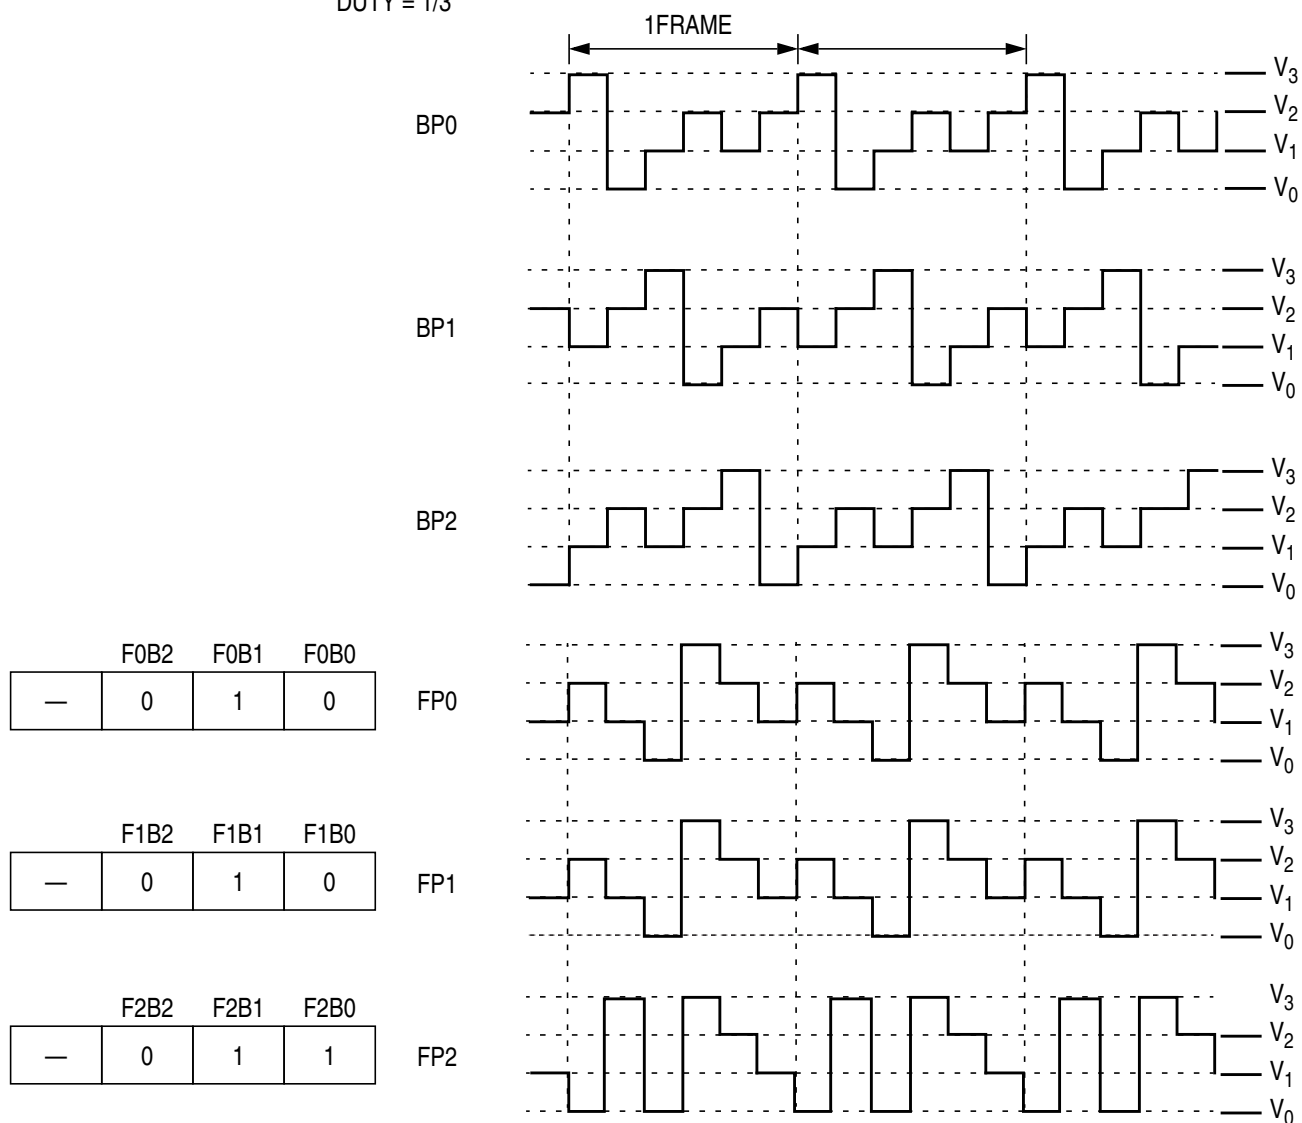 DUTY = 1/3
1FRAME
BP0
V3
V2
V1
V0
BP1
V3
V2
V1
V0
BP2
V3
V2
V1
V0
F0B2 F0B1 F0B0
— 0 1 0
FP0
V3
V2
V1
V0
F1B2 F1B1 F1B0
— 0 1 0
FP1
V3
V2
V1
V0
F2B2 F2B1 F2B0
— 0 1 1
FP2
V3
V2
V1
V0